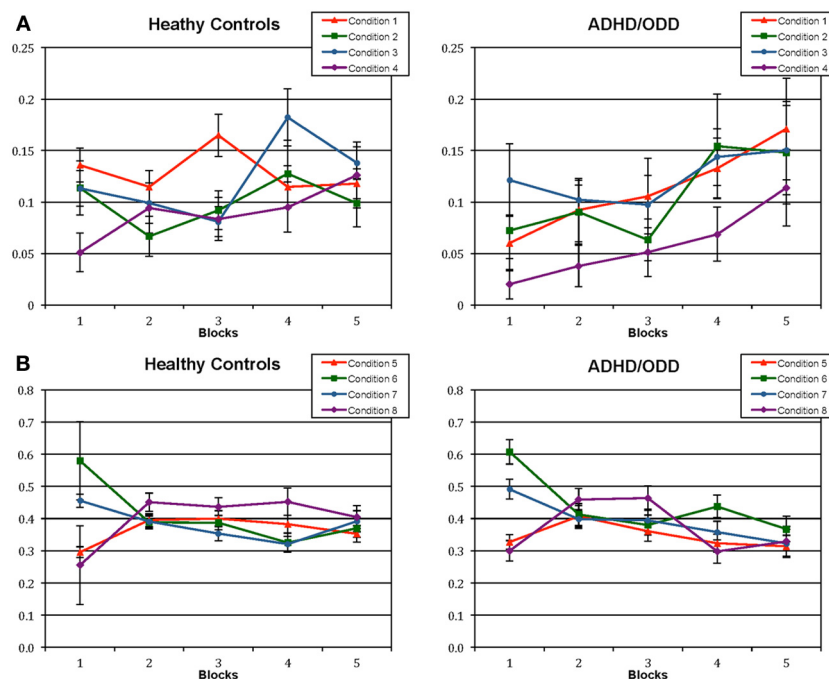 A
Heathy Controls
Condition 1
Condition 2
Condition 3
Condition 4
0.25
0.2
0.15
0.1
0.05
0
1 2 3 4 5
Blocks
ADHD/ODD
Condition 1
Condition 2
Condition 3
Condition 4
0.25
0.2
0.15
0.1
0.05
0
1 2 3 4 5
Blocks
B
Healthy Controls
Condition 5
Condition 6
Condition 7
Condition 8
0.8
0.7
0.6
0.5
0.4
0.3
0.2
0.1
0.0
1 2 3 4 5
Blocks
ADHD/ODD
Condition 5
Condition 6
Condition 7
Condition 8
0.8
0.7
0.6
0.5
0.4
0.3
0.2
0.1
0.0
1 2 3 4 5
Blocks